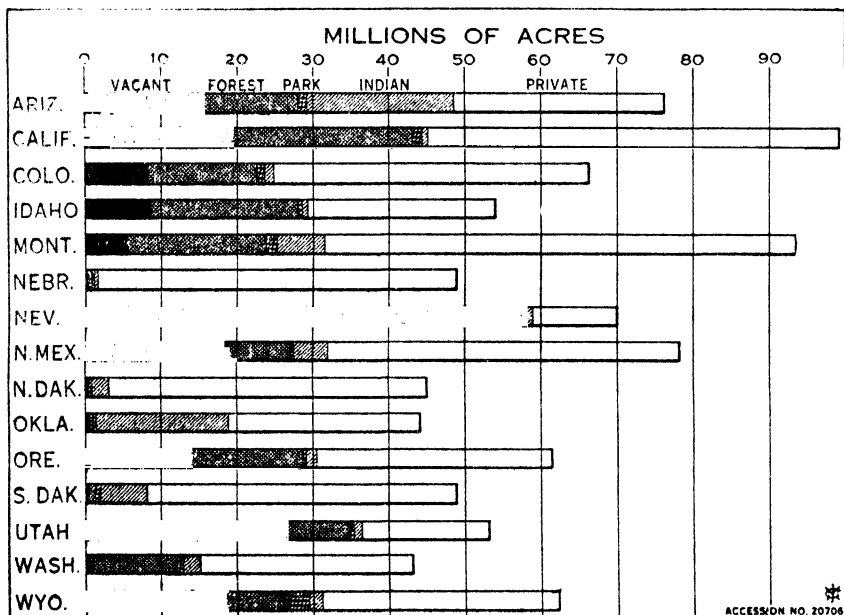 MILLIONS OF ACRES
0 10 20 30 40 50 60 70 80 90
VACANT FOREST PARK INDIAN PRIVATE
ARIZ.
CALIF.
COLO.
IDAHO
MONT.
NEBR.
NEV.
N.MEX.
N.DAK.
OKLA.
ORE.
S.DAK.
UTAH
WASH.
WYO.
ACCESSION NO. 20706